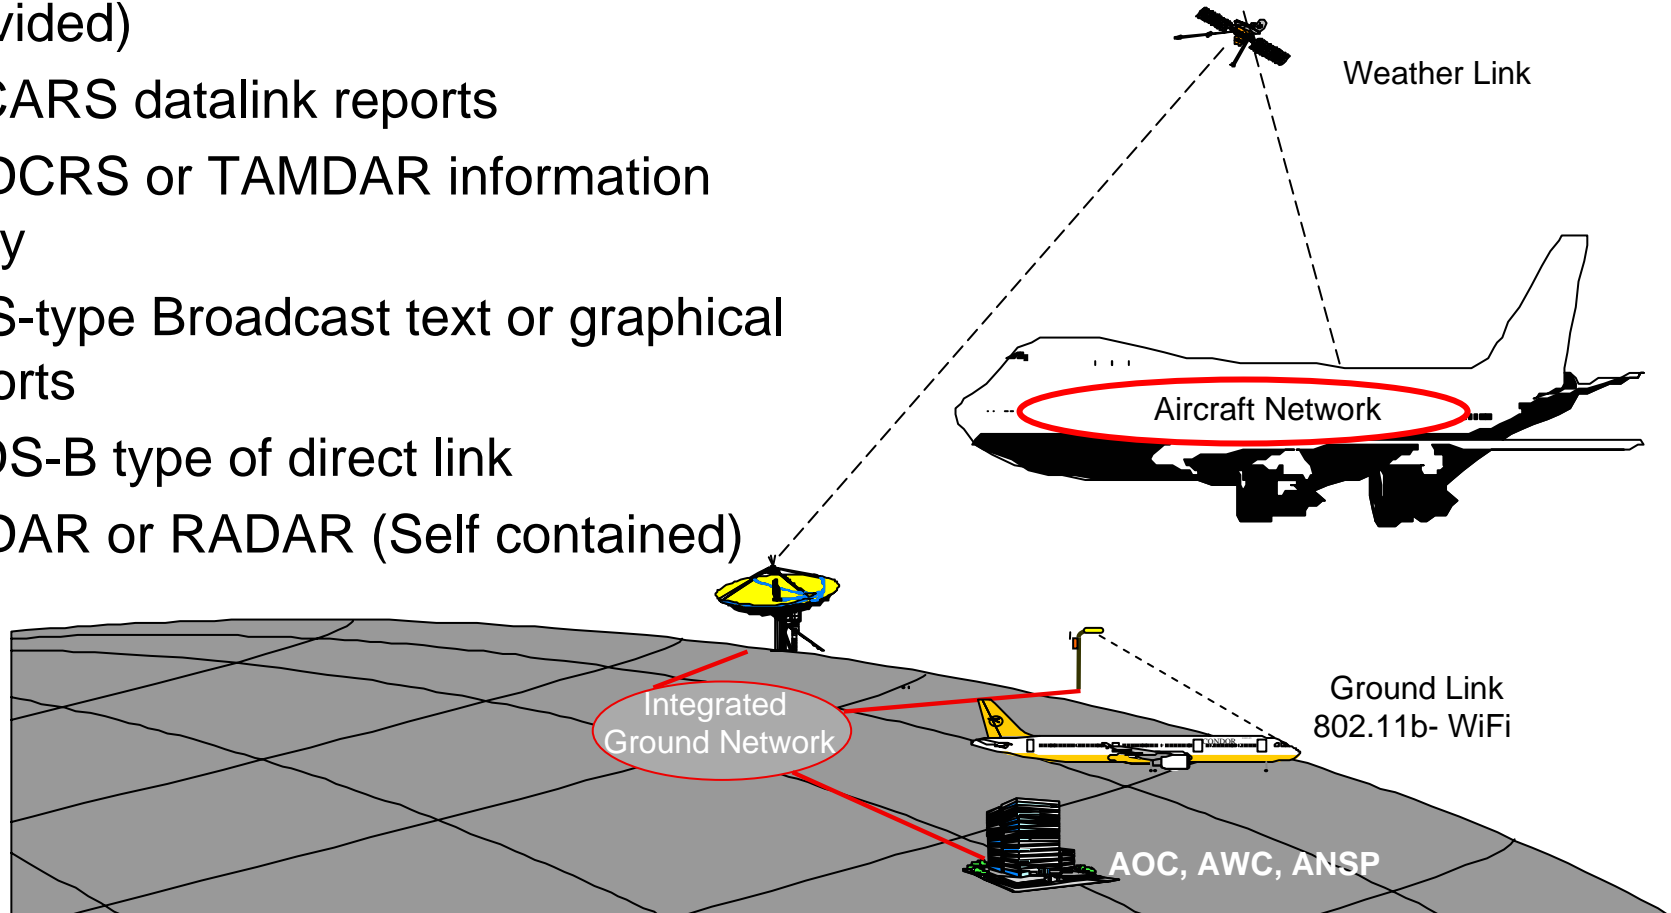 vided)
CARS datalink reports
DCRS or TAMDAR information
y
S-type Broadcast text or graphical
orts
DS-B type of direct link
DAR or RADAR (Self contained)
Weather Link
Aircraft Network
Integrated
Ground Network
Ground Link
802.11b- WiFi
CONDOR
AOC, AWC, ANSP